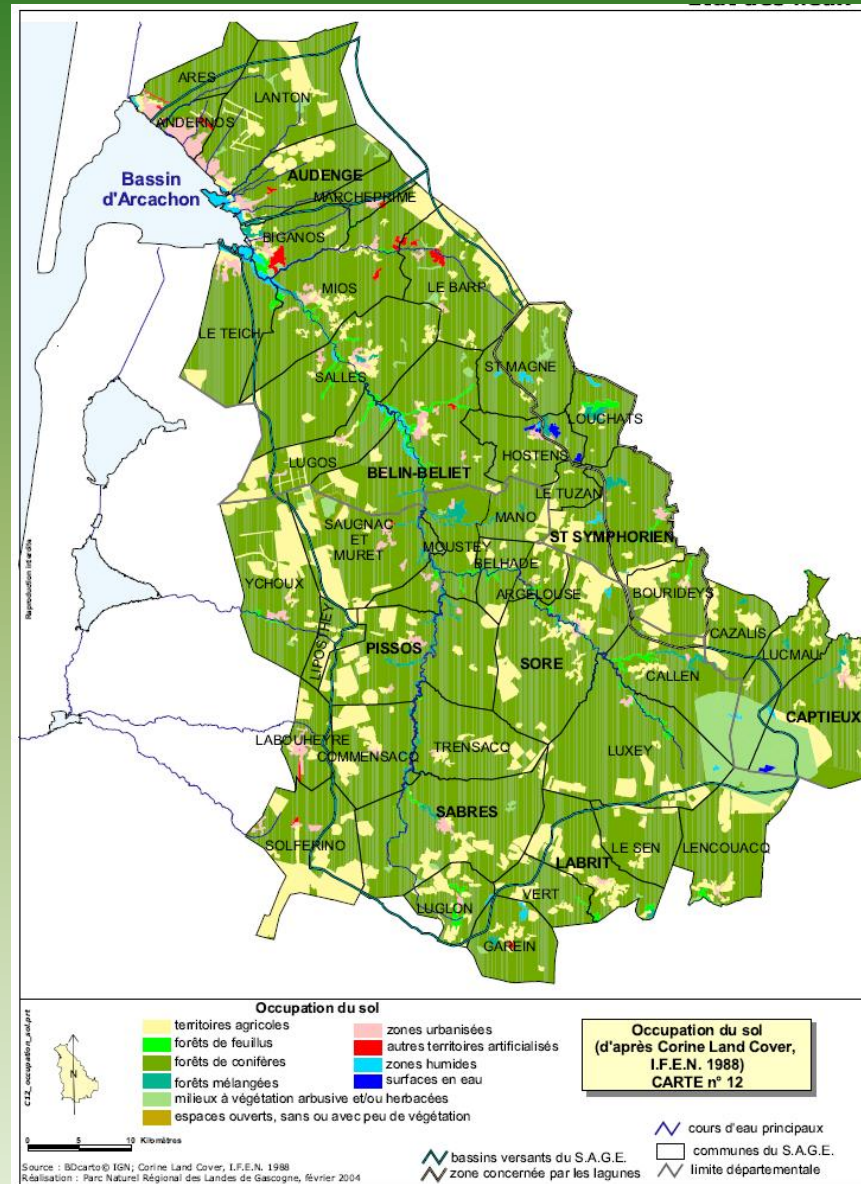 ARES
LANTON
ANDERNOS
Bassin
d'Arcachon
AUDENGE
MARCHEPRIME
BIGANOS
MIOS
LE BARP
LE TEICH
ST MAGNE
SALLES
LOUCHATS
HOSTENS
LUGOS
BELIN-BELIET
LE TUZAN
SAUGNAC
ET
MURET
MANO
ST SYMPHORIEN
MOUSTEY
BELHADE
YCHOUX
ARGELOUSE
BOURIDEYS
LIPOSTHEY
CAZALIS
PISSOS
SORE
LUCMAU
CALLEN
CAPTIEUX
LABOUHEYRE
COMMENSACQ
TRENSACQ
LUXEY
SABRES
SOLFERINO
LE SEN
LENCOUACQ
LABRIT
VERT
LUGLON
GAREIN
Reproduction interdite
C12_occupation_sol.prt
N
0 5 10 Kilomètres
Occupation du sol
territoires agricoles
forêts de feuillus
forêts de conifères
forêts mélangées
milieux à végétation arbusive et/ou herbacées
espaces ouverts, sans ou avec peu de végétation
zones urbanisées
autres territoires artificialisés
zones humides
surfaces en eau
Occupation du sol
(d'après Corine Land Cover,
I.F.E.N. 1988)
CARTE n° 12
cours d'eau principaux
bassins versants du S.A.G.E.
communes du S.A.G.E.
zone concernée par les lagunes
limite départementale
Source : BDcarto© IGN; Corine Land Cover, I.F.E.N. 1988
Réalisation : Parc Naturel Régional des Landes de Gascogne, février 2004